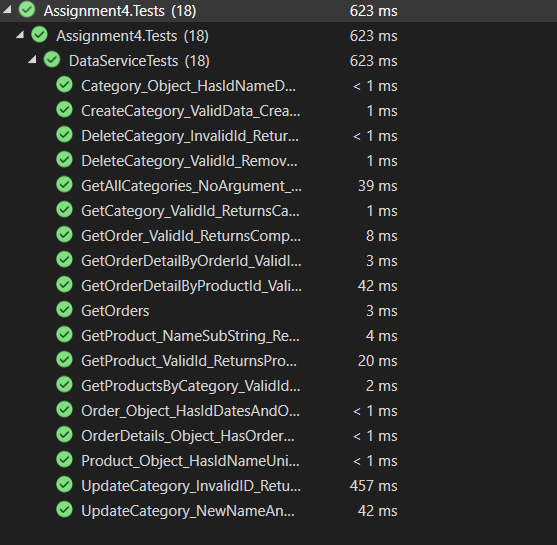 Assignment4.Tests (18) 623 ms
Assignment4.Tests (18) 623 ms
DataServiceTests (18) 623 ms
Category_Object_HasIdNameD... < 1 ms
CreateCategory_ValidData_Crea... 1 ms
DeleteCategory_InvalidId_Retur... < 1 ms
DeleteCategory_ValidId_Remov... 1 ms
GetAllCategories_NoArgument_... 39 ms
GetCategory_ValidId_ReturnsCa... 1 ms
GetOrder_ValidId_ReturnsComp... 8 ms
GetOrderDetailByOrderId_ValidI... 3 ms
GetOrderDetailByProductId_Vali... 42 ms
GetOrders 3 ms
GetProduct_NameSubString_Re... 4 ms
GetProduct_ValidId_ReturnsPro... 20 ms
GetProductsByCategory_ValidId... 2 ms
Order_Object_HasIdDatesAndO... < 1 ms
OrderDetails_Object_HasOrder... < 1 ms
Product_Object_HasIdNameUni... < 1 ms
UpdateCategory_InvalidID_Retu... 457 ms
UpdateCategory_NewNameAn... 42 ms